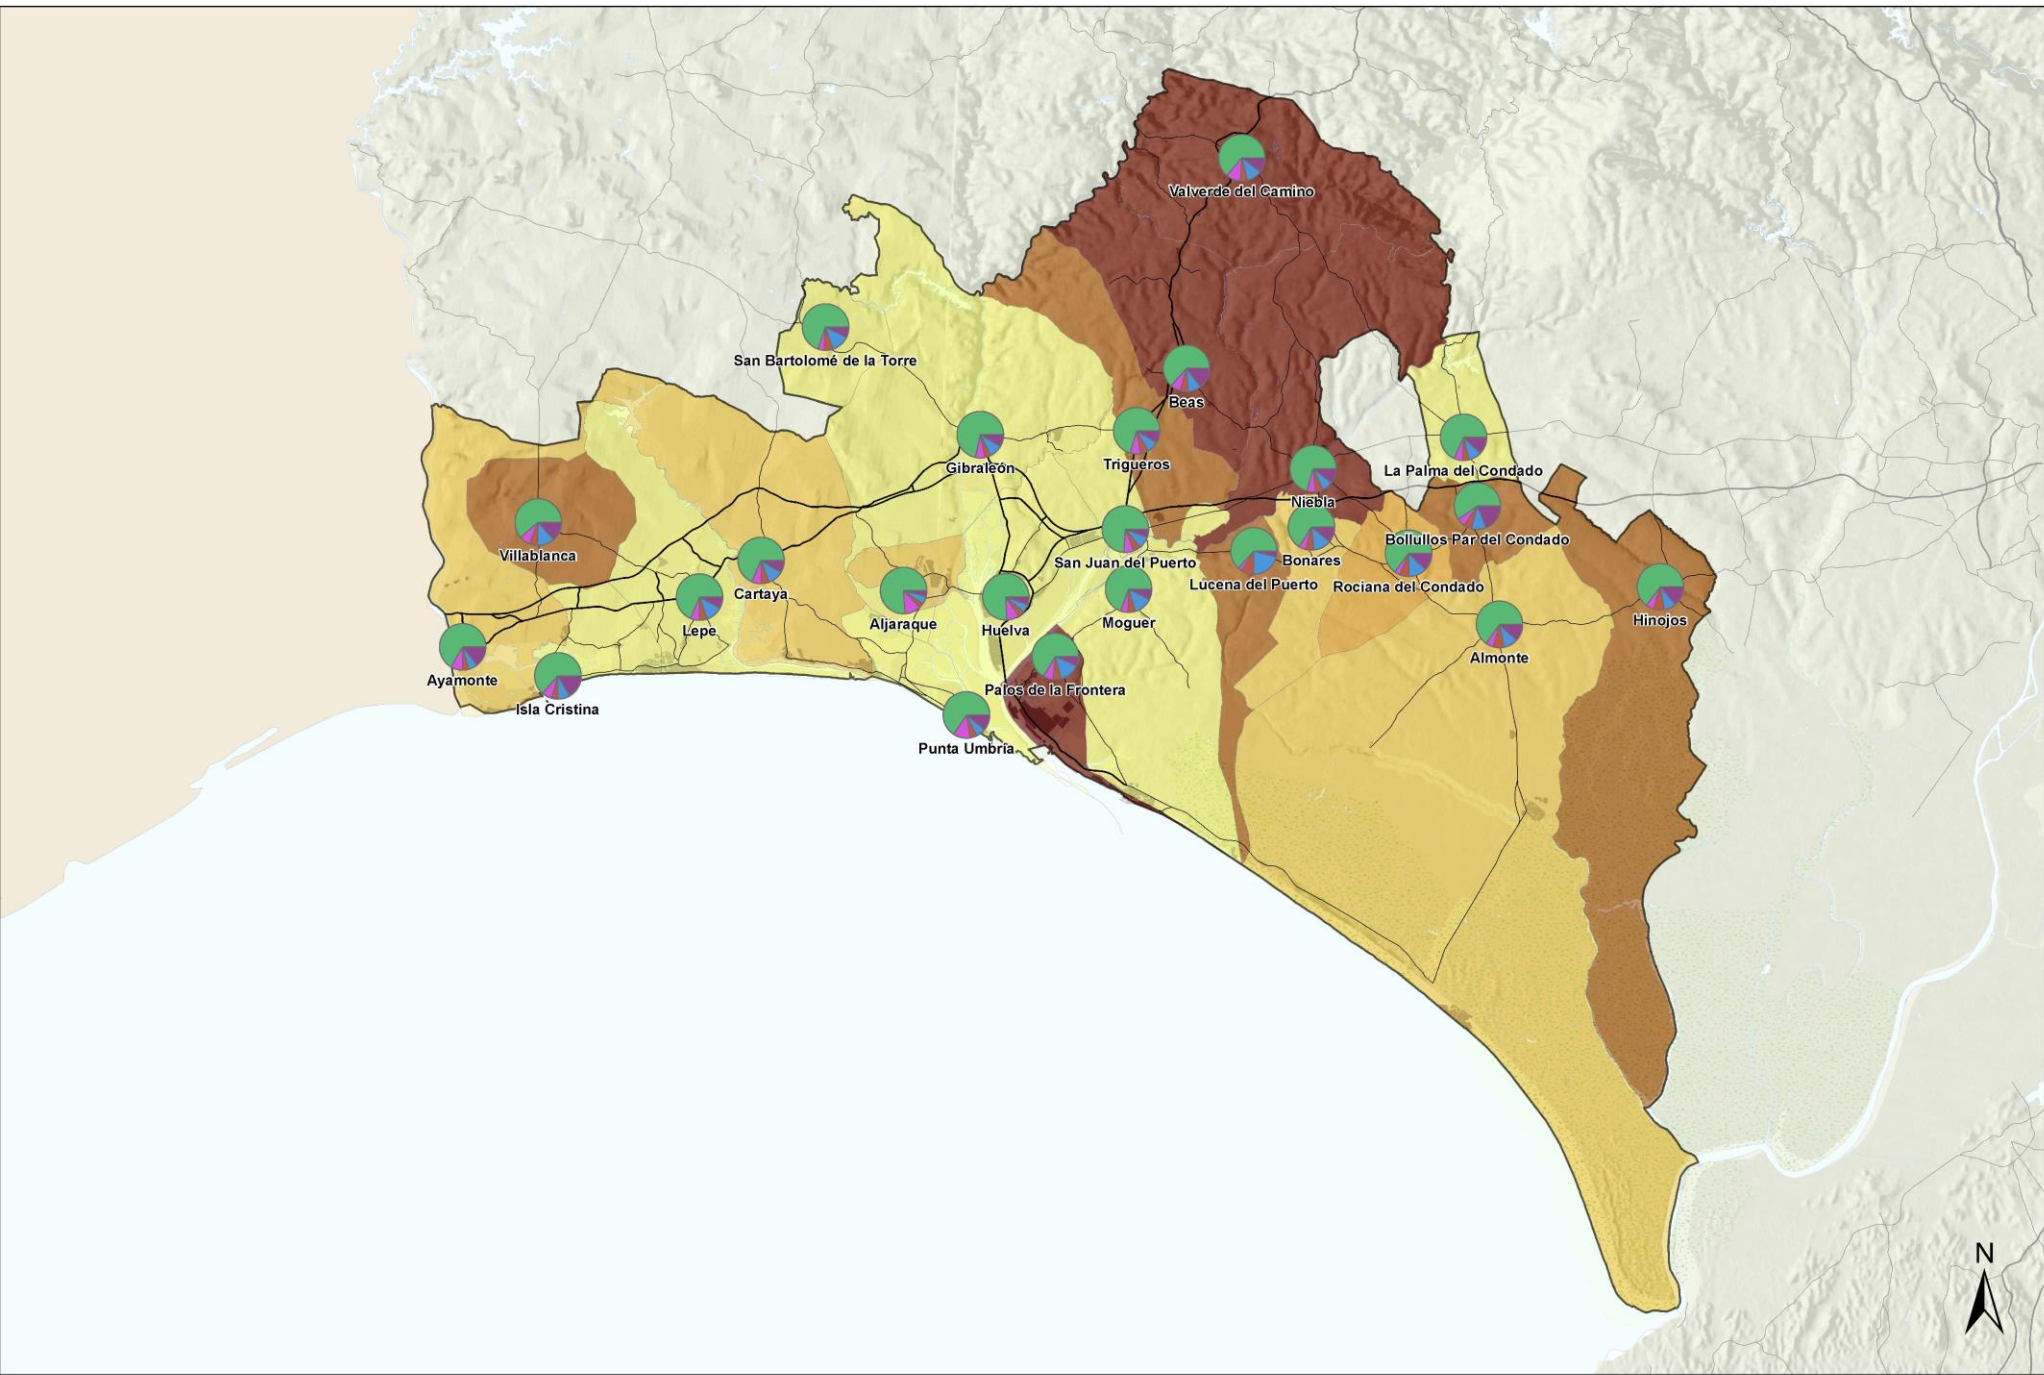 Valverde del Camino
San Bartolomé de la Torre
Beas
Gibraleón
Trigueros
La Palma del Condado
Niebla
Villablanca
Bollullos Par del Condado
San Juan del Puerto
Bonares
Lucena del Puerto
Rociana del Condado
Cartaya
Aljaraque
Huelva
Moguer
Lepe
Hinojos
Almonte
Ayamonte
Palos de la Frontera
Isla Cristina
Punta Umbría
N